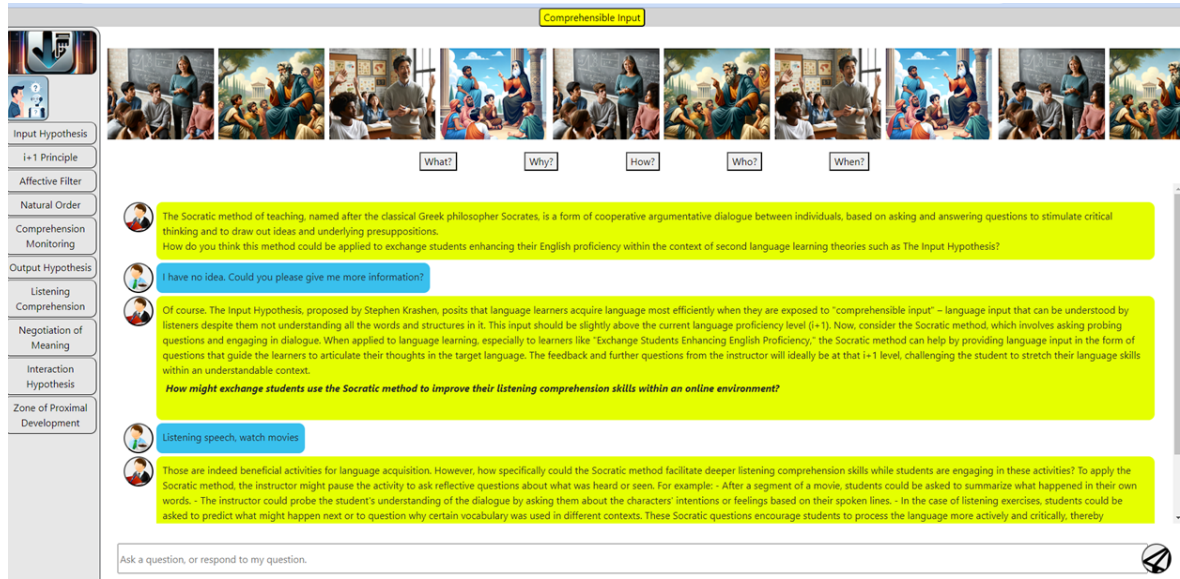 Comprehensible Input
Input Hypothesis
i+1 Principle
Affective Filter
Natural Order
Comprehension
Monitoring
Output Hypothesis
Listening
Comprehension
Negotiation of
Meaning
Interaction
Hypothesis
Zone of Proximal
Development
What?
Why?
How?
Who?
When?
The Socratic method of teaching, named after the classical Greek philosopher Socrates, is a form of cooperative argumentative dialogue between individuals, based on asking and answering questions to stimulate critical
thinking and to draw out ideas and underlying presuppositions.
How do you think this method could be applied to exchange students enhancing their English proficiency within the context of second language learning theories such as The Input Hypothesis?
I have no idea. Could you please give me more information?
Of course. The Input Hypothesis, proposed by Stephen Krashen, posits that language learners acquire language most efficiently when they are exposed to "comprehensible input" – language input that can be understood by
listeners despite them not understanding all the words and structures in it. This input should be slightly above the current language proficiency level (i+1). Now, consider the Socratic method, which involves asking probing
questions and engaging in dialogue. When applied to language learning, especially to learners like "Exchange Students Enhancing English Proficiency," the Socratic method can help by providing language input in the form of
questions that guide the learners to articulate their thoughts in the target language. The feedback and further questions from the instructor will ideally be at that i+1 level, challenging the student to stretch their language skills
within an understandable context.
How might exchange students use the Socratic method to improve their listening comprehension skills within an online environment?
Listening speech, watch movies
Those are indeed beneficial activities for language acquisition. However, how specifically could the Socratic method facilitate deeper listening comprehension skills while students are engaging in these activities? To apply the
Socratic method, the instructor might pause the activity to ask reflective questions about what was heard or seen. For example: - After a segment of a movie, students could be asked to summarize what happened in their own
words. - The instructor could probe the student's understanding of the dialogue by asking them about the characters' intentions or feelings based on their spoken lines. - In the case of listening exercises, students could be
asked to predict what might happen next or to question why certain vocabulary was used in different contexts. These Socratic questions encourage students to process the language more actively and critically, thereby
Ask a question, or respond to my question.